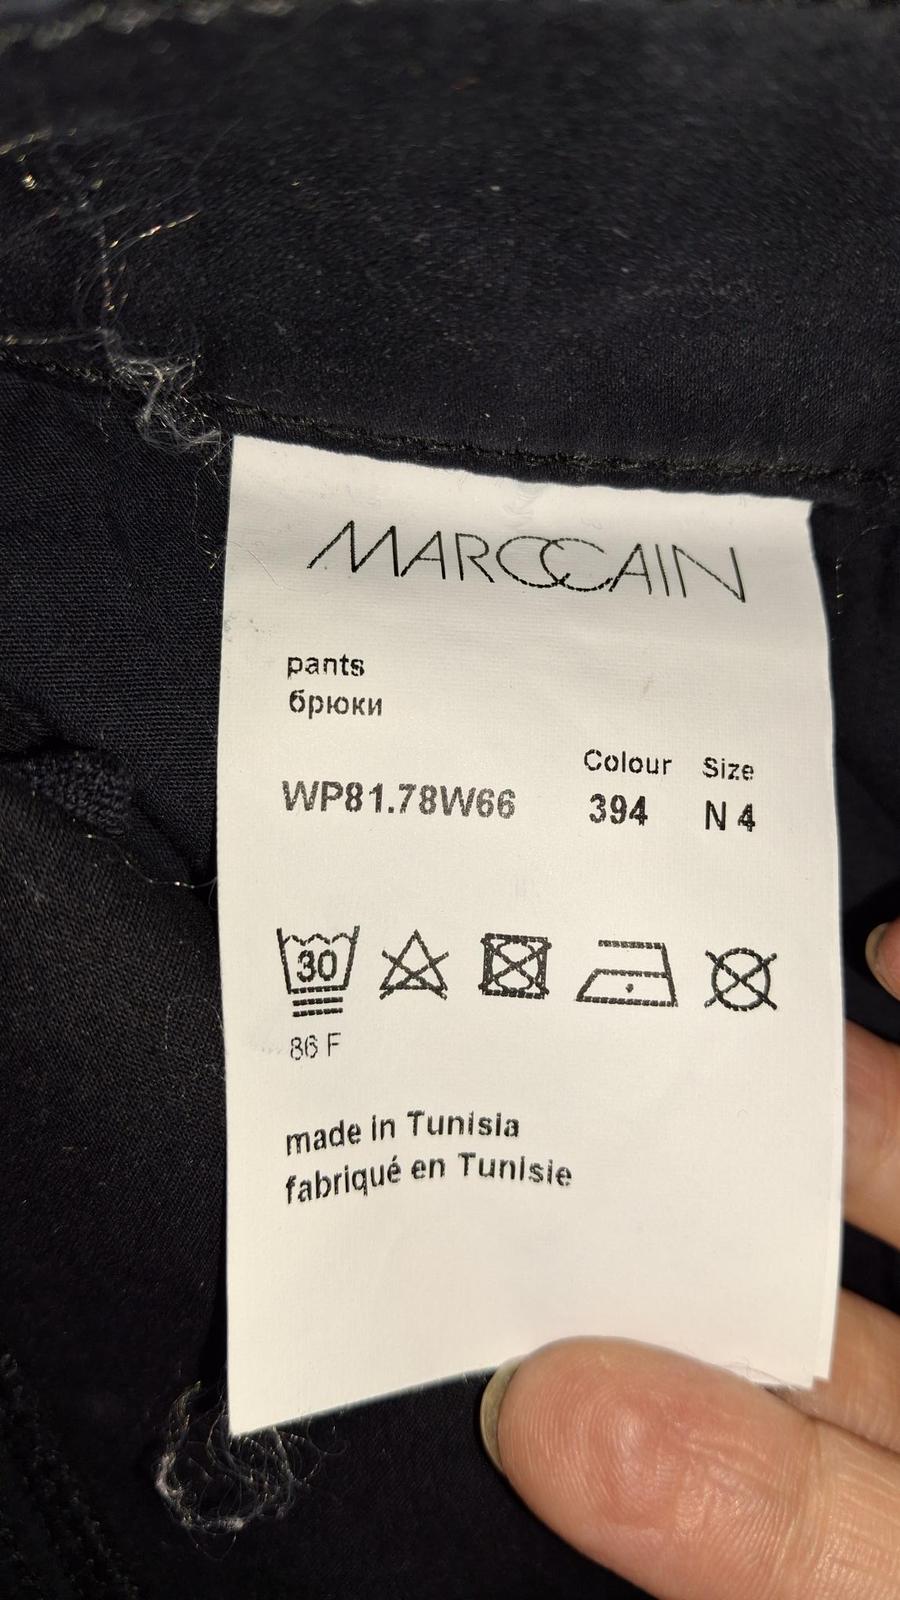 MARCCAIN
pants
брюки
Colour Size
WP81.78W66 394 N 4
30
86 F
made in Tunisia
fabriqué en Tunisie